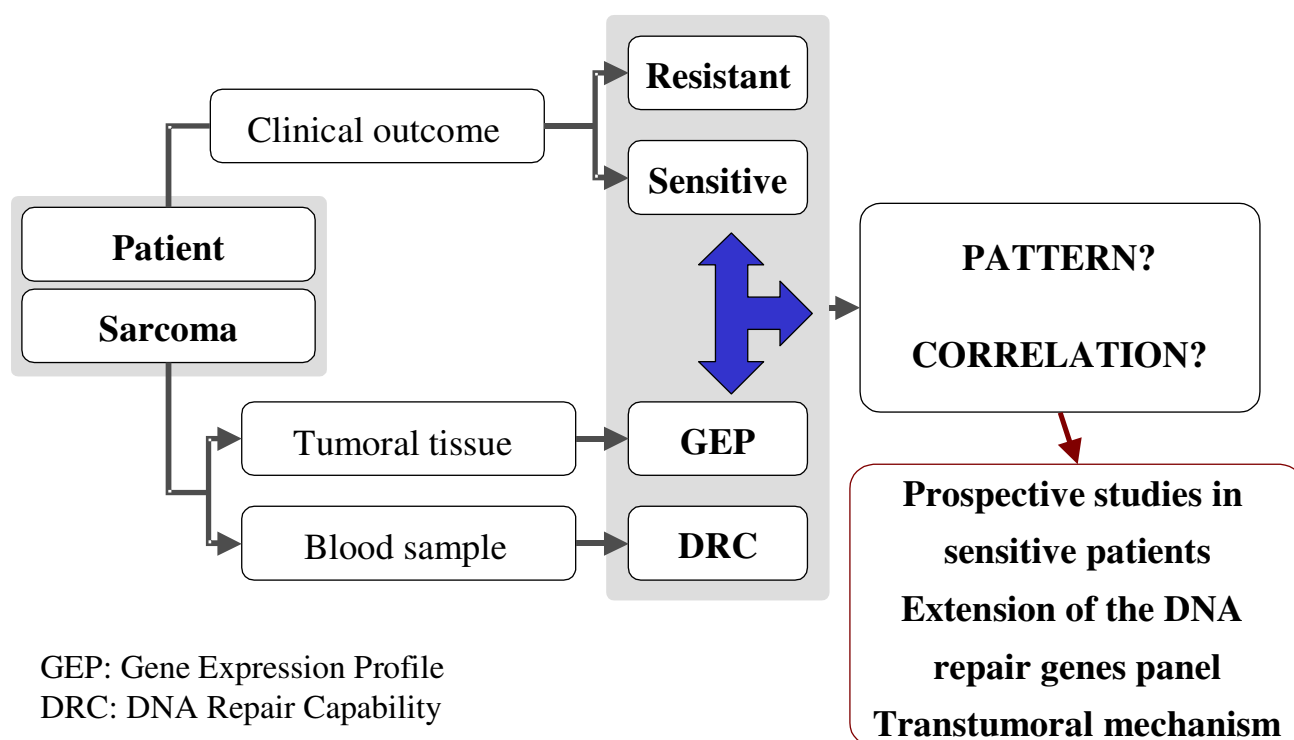 Resistant
Clinical outcome
Sensitive
Patient
Sarcoma
PATTERN?
CORRELATION?
Tumoral tissue
GEP
Blood sample
DRC
Prospective studies in
sensitive patients
Extension of the DNA
repair genes panel
Transtumoral mechanism
GEP: Gene Expression Profile
DRC: DNA Repair Capability